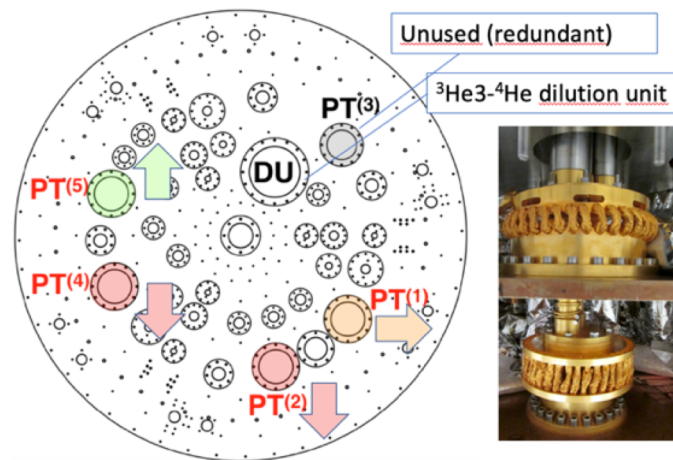 Unused (redundant)
³He3-⁴He dilution unit
PT(3)
DU
PT(5)
PT(4)
PT(1)
PT(2)